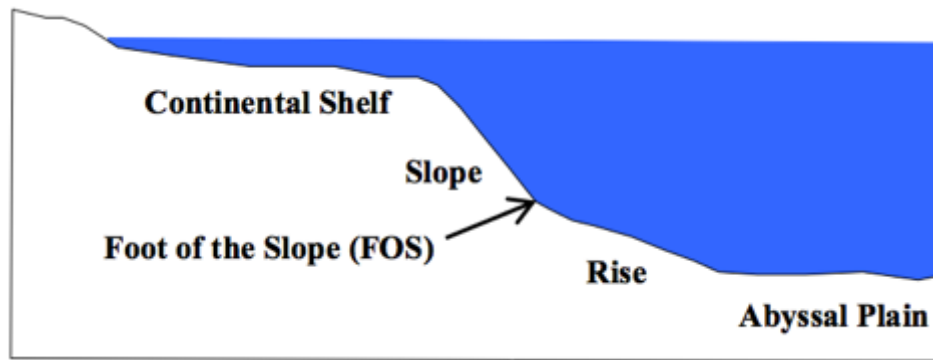 Continental Shelf
Slope
Foot of the Slope (FOS)
Rise
Abyssal Plain